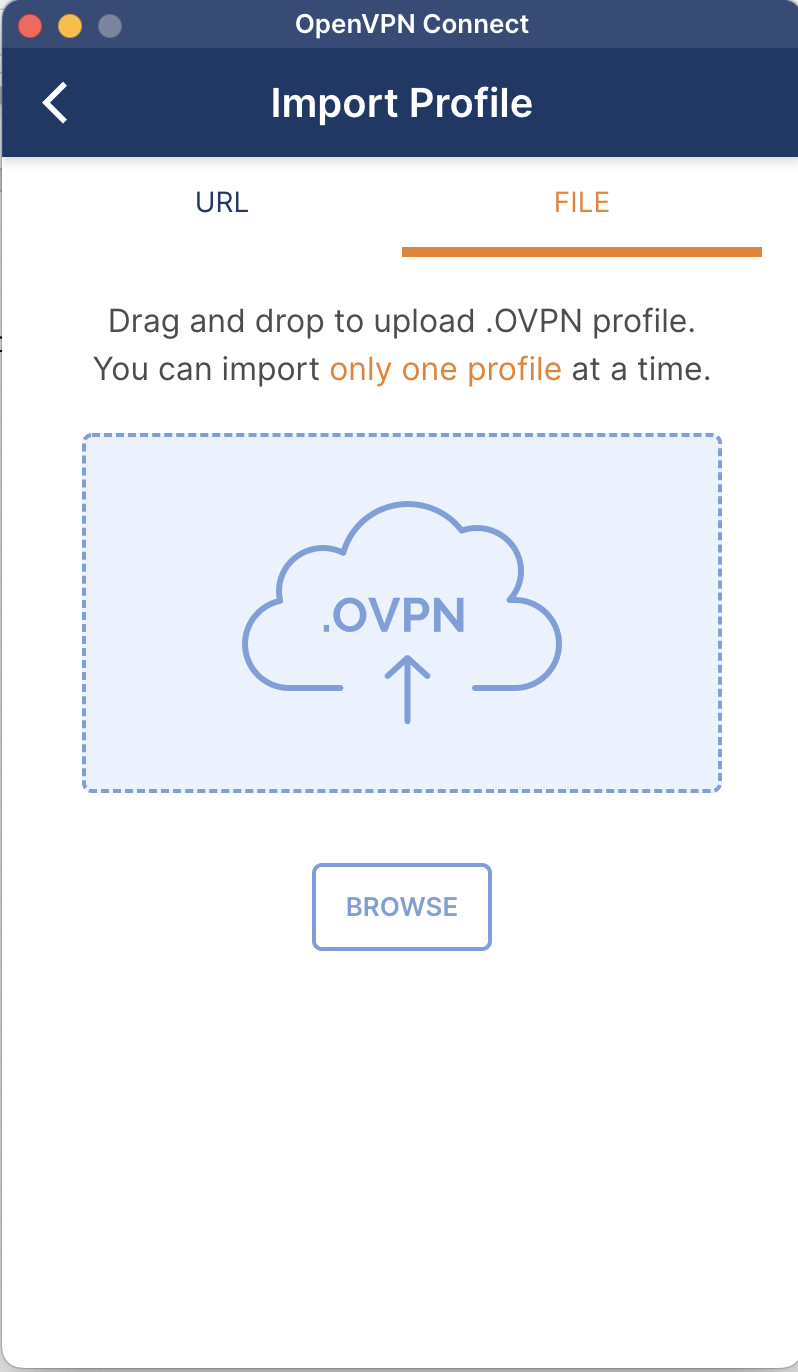 OpenVPN Connect
Import Profile
URL
FILE
Drag and drop to upload .OVPN profile.
You can import only one profile at a time.
.OVPN
BROWSE